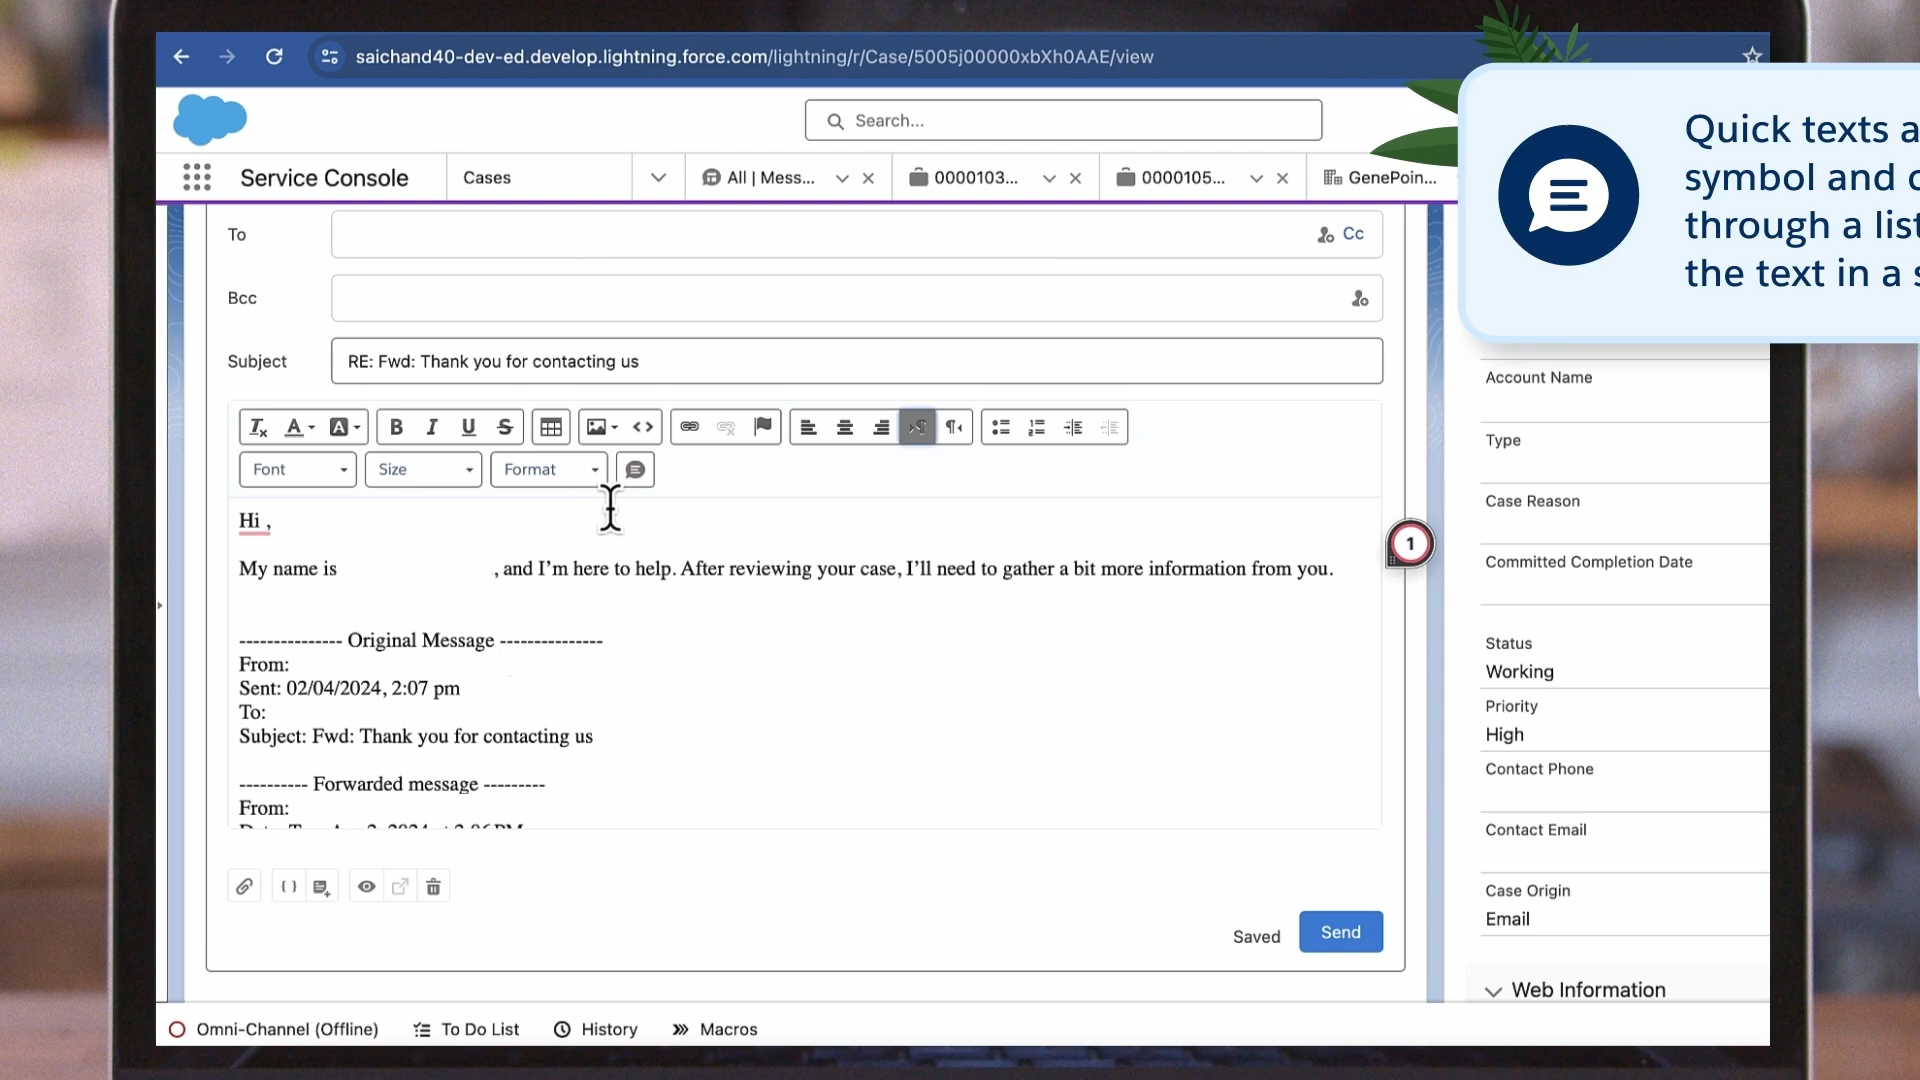 saichand40-dev-ed.develop.lightning.force.com/lightning/r/Case/5005j00000xbXh0AAE/view
Search...
Service Console
Cases
All | Mess...
0000103...
0000105...
GenePoin...
Quick texts a
symbol and
through a list
the text in a
To
Cc
Bcc
Subject
RE: Fwd: Thank you for contacting us
Font
Size
Format
Hi ,
My name is , and I'm here to help. After reviewing your case, I'll need to gather a bit more information from you.
1
--------------- Original Message ---------------
From:
Sent: 02/04/2024, 2:07 pm
To:
Subject: Fwd: Thank you for contacting us
---------- Forwarded message ---------
From:
Saved
Send
Account Name
Type
Case Reason
Committed Completion Date
Status
Working
Priority
High
Contact Phone
Contact Email
Case Origin
Email
Web Information
Omni-Channel (Offline)
To Do List
History
Macros